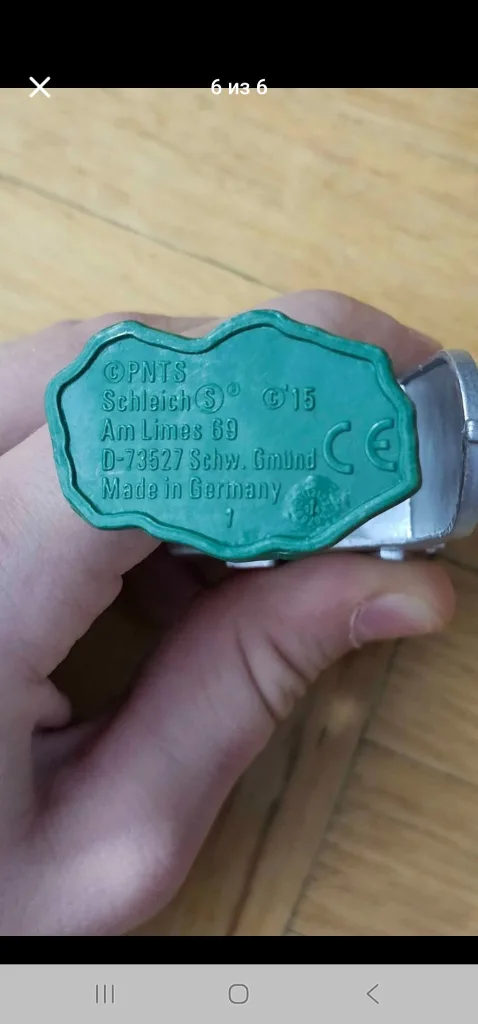 6 из 6
©PNTS
Schleich Ⓢ® ©'15
Am Limes 69
D-73527 Schw. Gmünd CE
Made in Germany
1